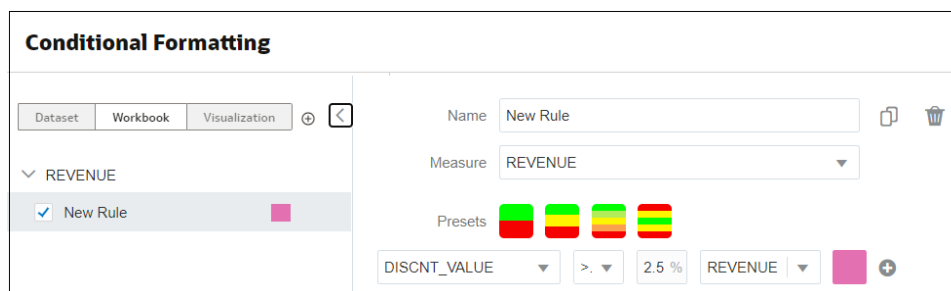 Conditional Formatting
Dataset Workbook Visualization
REVENUE
New Rule
Name New Rule
Measure REVENUE
Presets
DISCNT_VALUE >. 2.5 % REVENUE